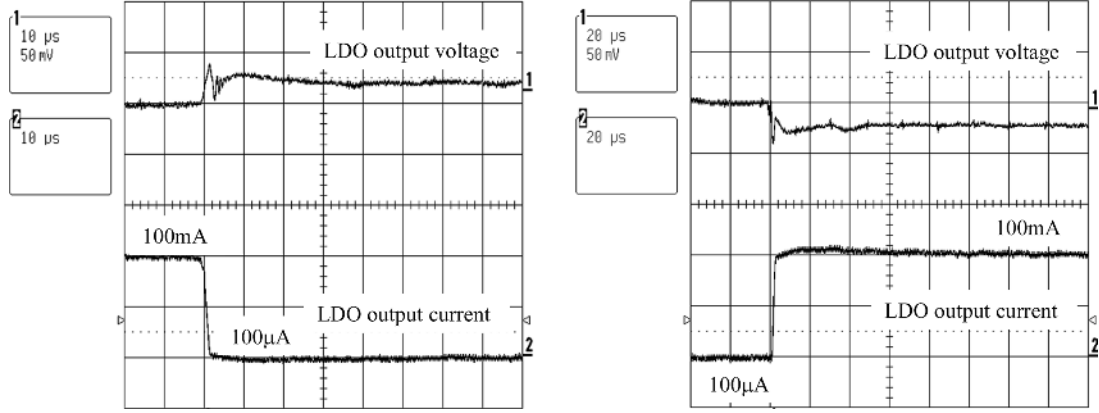 1
10 µs
50 mV
LDO output voltage
1
2
10 µs
100mA
LDO output current
100µA
2
1
20 µs
50 mV
LDO output voltage
1
2
20 µs
100mA
LDO output current
100µA
2